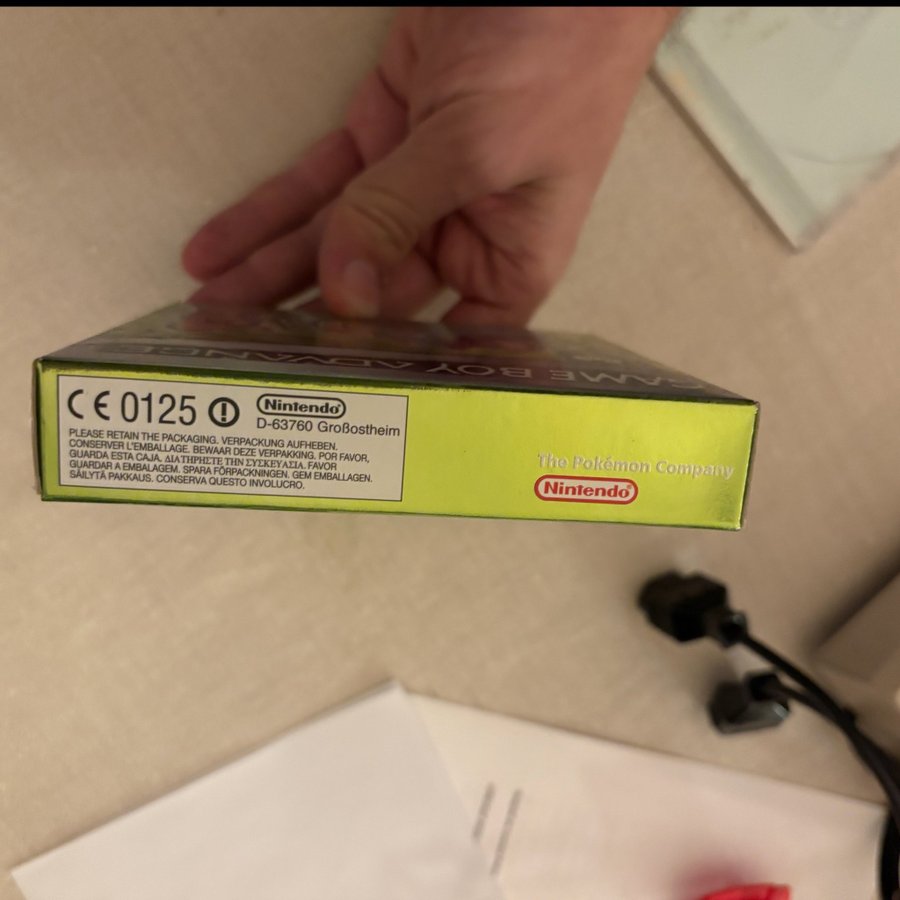 GAME BOY ADVANCE
CE 0125
Nintendo®
D-63760 Großostheim
PLEASE RETAIN THE PACKAGING. VERPACKUNG AUFHEBEN.
CONSERVER L'EMBALLAGE. BEWAAR DEZE VERPAKKING. POR FAVOR,
GUARDA ESTA CAJA. ΔΙΑΤΗΡΗΣΤΕ ΤΗΝ ΣΥΣΚΕΥΑΣΙΑ. FAVOR
GUARDAR A EMBALAGEM. SPARA FÖRPACKNINGEN. GEM EMBALLAGEN.
SÄILYTÄ PAKKAUS. CONSERVA QUESTO INVOLUCRO.
The Pokémon Company
Nintendo®